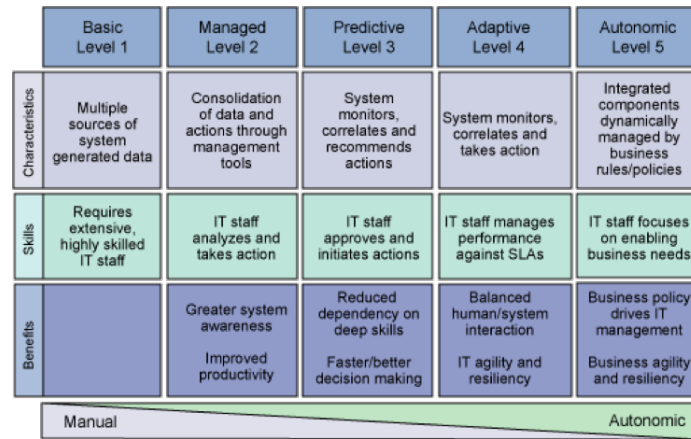 Basic
Level 1
Managed
Level 2
Predictive
Level 3
Adaptive
Level 4
Autonomic
Level 5
Characteristics
Multiple
sources of
system
generated data
Consolidation
of data and
actions through
management
tools
System
monitors,
correlates and
recommends
actions
System monitors,
correlates and
takes action
Integrated
components
dynamically
managed by
business
rules/policies
Skills
Requires
extensive,
highly skilled
IT staff
IT staff
analyzes and
takes action
IT staff
approves and
initiates actions
IT staff manages
performance
against SLAs
IT staff focuses
on enabling
business needs
Benefits
Greater system
awareness
Improved
productivity
Reduced
dependency on
deep skills
Faster/better
decision making
Balanced
human/system
interaction
IT agility and
resiliency
Business policy
drives IT
management
Business agility
and resiliency
Manual
Autonomic